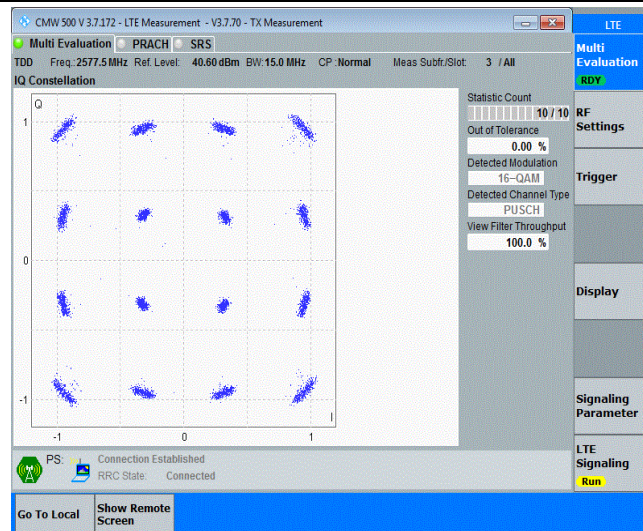 CMW 500 V 3.7.172 - LTE Measurement - V3.7.70 - TX Measurement
LTE
Multi Evaluation PRACH SRS
TDD Freq.:2577.5 MHz Ref. Level: 40.60 dBm BW:15.0 MHz CP :Normal Meas Subfr./Slot: 3 / All
IQ Constellation
Q
1
0
-1
-1 0 1
I
Statistic Count
10 / 10
Out of Tolerance
0.00 %
Detected Modulation
16-QAM
Detected Channel Type
PUSCH
View Filter Throughput
100.0 %
Multi
Evaluation
RDY
RF
Settings
Trigger
Display
Signaling
Parameter
LTE
Signaling
Run
PS: Connection Established
RRC State: Connected
Go To Local
Show Remote
Screen